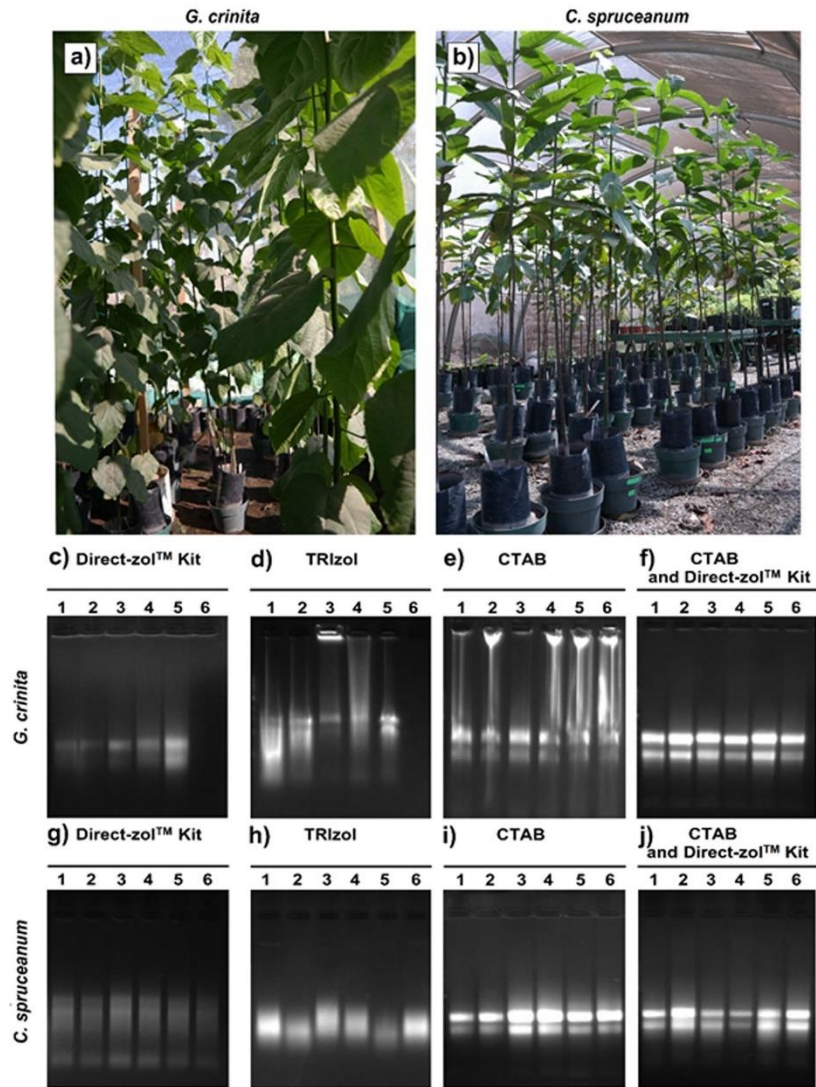 G. crinita
C. spruceanum
a)
b)
c) Direct-zol™ Kit
d) TRIzol
e) CTAB
f) CTAB
and Direct-zol™ Kit
1 2 3 4 5 6
1 2 3 4 5 6
1 2 3 4 5 6
1 2 3 4 5 6
G. crinita
g) Direct-zol™ Kit
h) TRIzol
i) CTAB
j) CTAB
and Direct-zol™ Kit
1 2 3 4 5 6
1 2 3 4 5 6
1 2 3 4 5 6
1 2 3 4 5 6
C. spruceanum